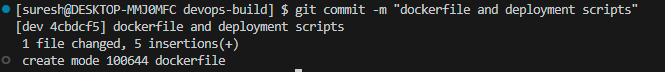 [suresh@DESKTOP-MMJ0MFC devops-build] $ git commit -m "dockerfile and deployment scripts"
[dev 4cbdcf5] dockerfile and deployment scripts
1 file changed, 5 insertions(+)
create mode 100644 dockerfile